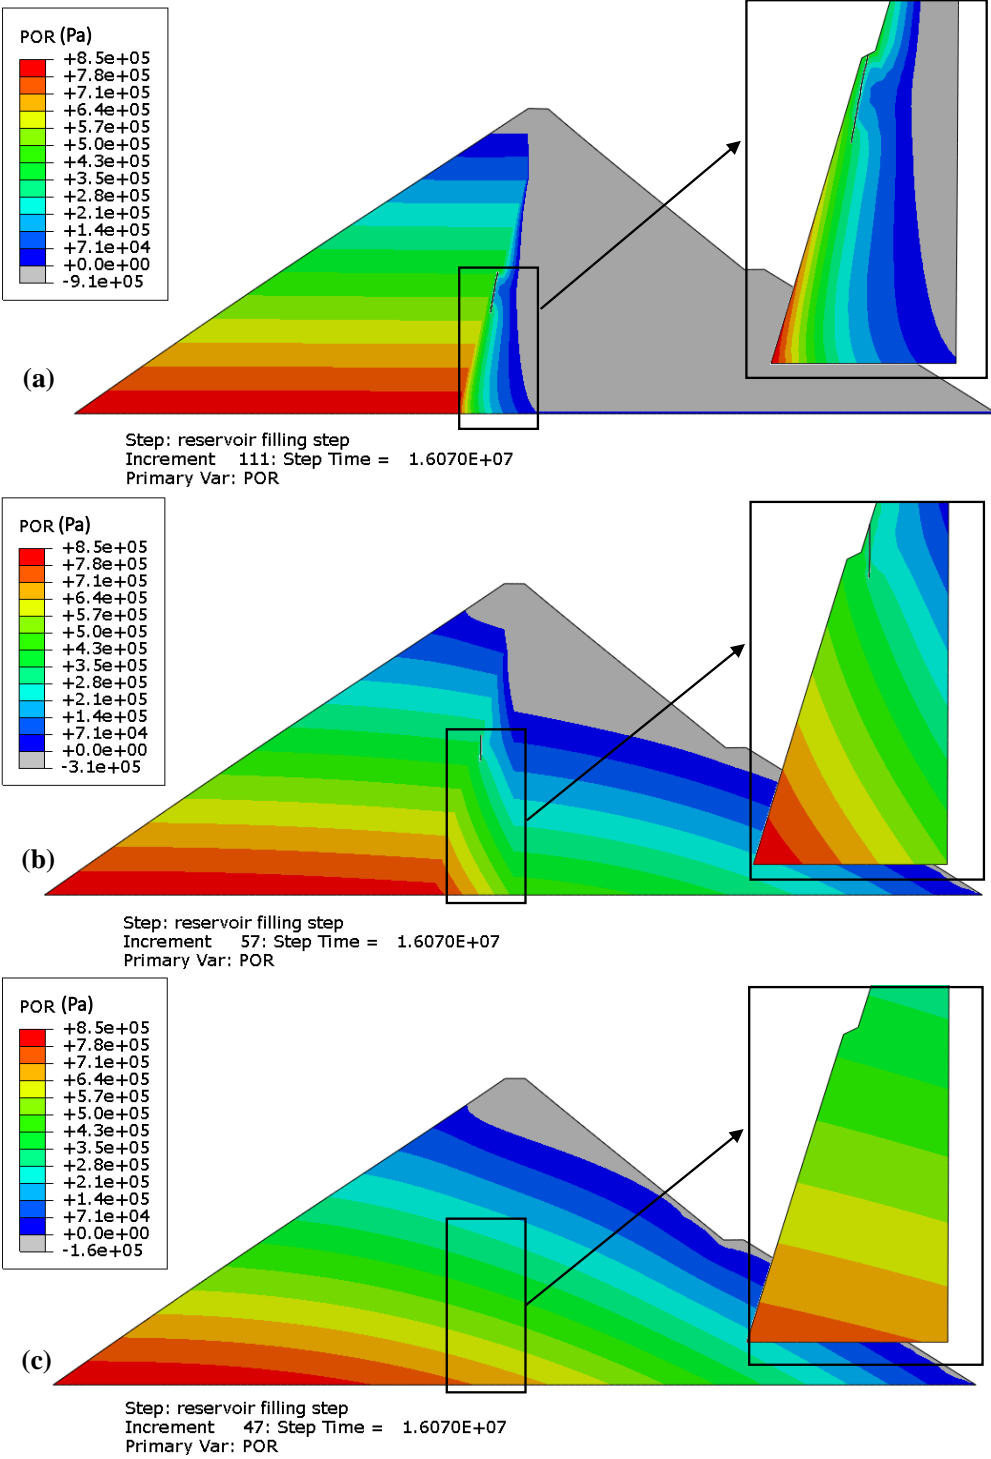 POR (Pa)
+8.5e+05
+7.8e+05
+7.1e+05
+6.4e+05
+5.7e+05
+5.0e+05
+4.3e+05
+3.5e+05
+2.8e+05
+2.1e+05
+1.4e+05
+7.1e+04
+0.0e+00
-9.1e+05
(a)
Step: reservoir filling step
Increment 111: Step Time = 1.6070E+07
Primary Var: POR
POR (Pa)
+8.5e+05
+7.8e+05
+7.1e+05
+6.4e+05
+5.7e+05
+5.0e+05
+4.3e+05
+3.5e+05
+2.8e+05
+2.1e+05
+1.4e+05
+7.1e+04
+0.0e+00
-3.1e+05
(b)
Step: reservoir filling step
Increment 57: Step Time = 1.6070E+07
Primary Var: POR
POR (Pa)
+8.5e+05
+7.8e+05
+7.1e+05
+6.4e+05
+5.7e+05
+5.0e+05
+4.3e+05
+3.5e+05
+2.8e+05
+2.1e+05
+1.4e+05
+7.1e+04
+0.0e+00
-1.6e+05
(c)
Step: reservoir filling step
Increment 47: Step Time = 1.6070E+07
Primary Var: POR